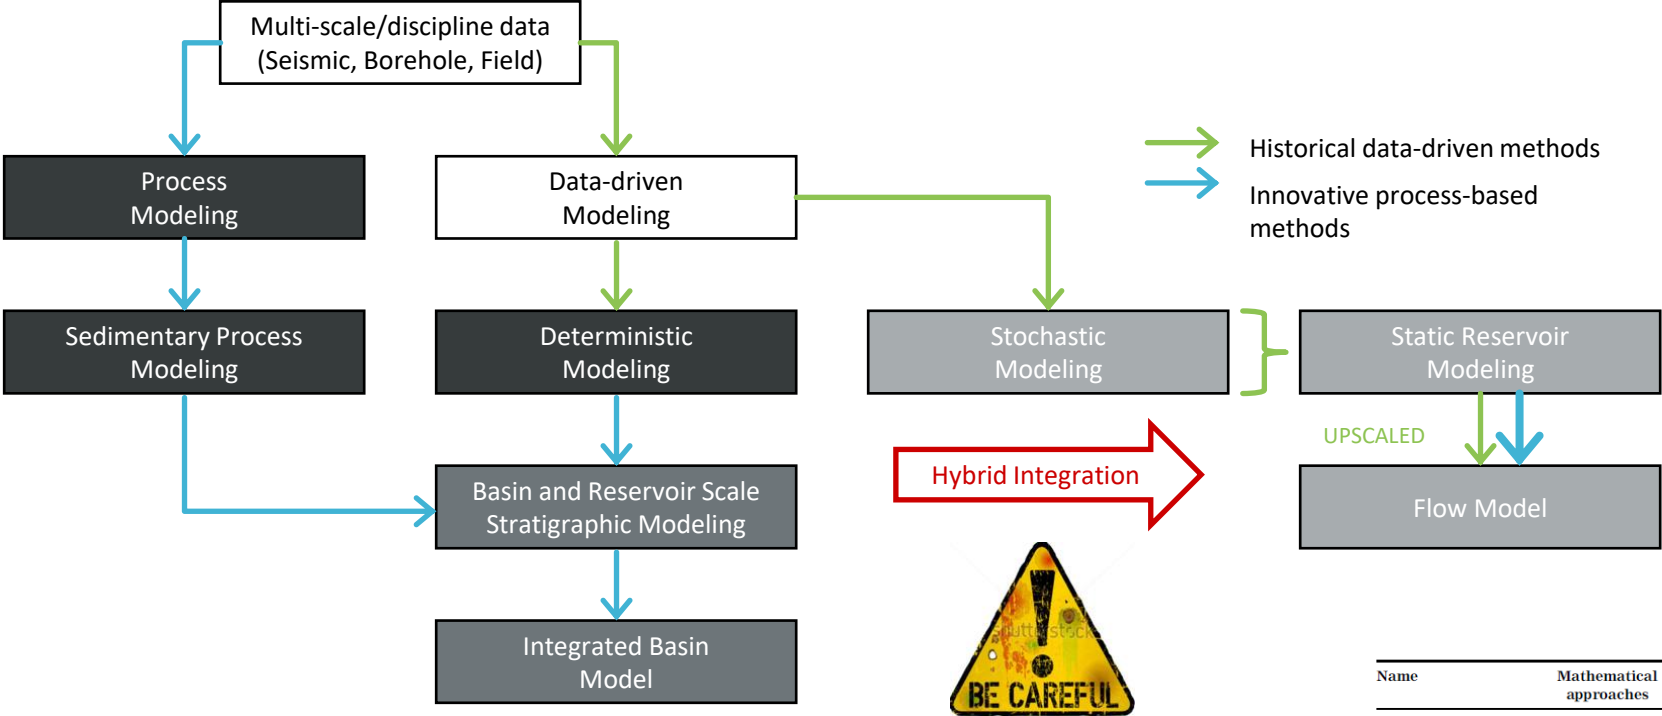 Multi-scale/discipline data
(Seismic, Borehole, Field)
Process
Modeling
Data-driven
Modeling
Historical data-driven methods
Innovative process-based
methods
Sedimentary Process
Modeling
Deterministic
Modeling
Stochastic
Modeling
Static Reservoir
Modeling
UPSCALED
Hybrid Integration
Basin and Reservoir Scale
Stratigraphic Modeling
Flow Model
Integrated Basin
Model
!
BE CAREFUL
Name
Mathematical
approaches